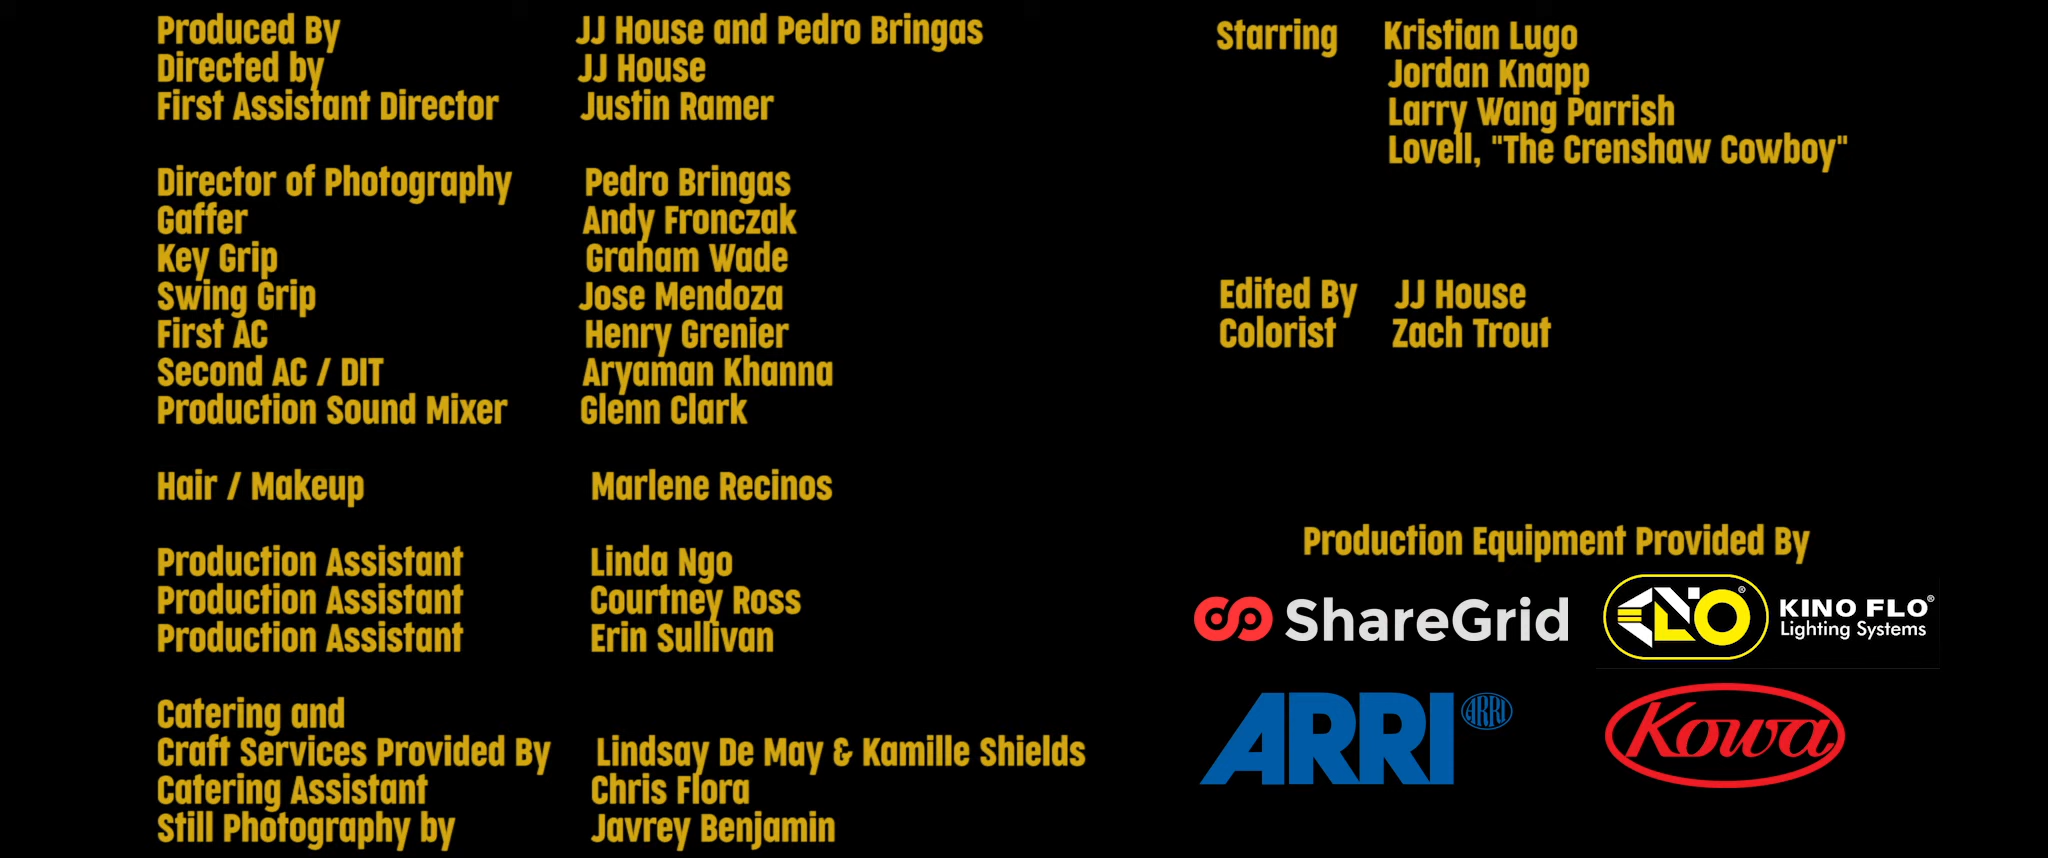 Produced By JJ House and Pedro Bringas
Directed by JJ House
First Assistant Director Justin Ramer
Director of Photography Pedro Bringas
Gaffer Andy Fronczak
Key Grip Graham Wade
Swing Grip Jose Mendoza
First AC Henry Grenier
Second AC / DIT Aryaman Khanna
Production Sound Mixer Glenn Clark
Hair / Makeup Marlene Recinos
Production Assistant Linda Ngo
Production Assistant Courtney Ross
Production Assistant Erin Sullivan
Catering and
Craft Services Provided By Lindsay De May & Kamille Shields
Catering Assistant Chris Flora
Still Photography by Javrey Benjamin
Starring Kristian Lugo
Jordan Knapp
Larry Wang Parrish
Lovell, "The Crenshaw Cowboy"
Edited By JJ House
Colorist Zach Trout
Production Equipment Provided By
ShareGrid
KINO FLO®
Lighting Systems
ARRI ARRI
Kowa